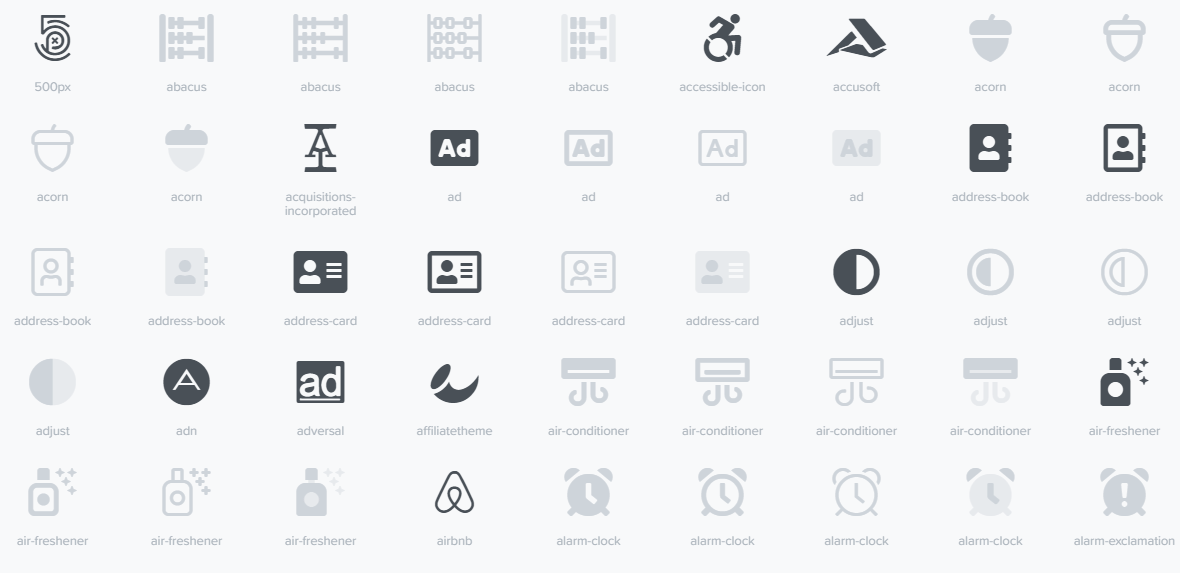 500px
abacus
abacus
abacus
abacus
accessible-icon
accusoft
acorn
acorn
acorn
acorn
acquisitions-
incorporated
Ad
ad
Ad
ad
Ad
ad
Ad
ad
address-book
address-book
address-book
address-book
address-card
address-card
address-card
address-card
adjust
adjust
adjust
adjust
adn
ad
adversal
affiliatetheme
air-conditioner
air-conditioner
air-conditioner
air-conditioner
air-freshener
air-freshener
air-freshener
air-freshener
airbnb
alarm-clock
alarm-clock
alarm-clock
alarm-clock
alarm-exclamation